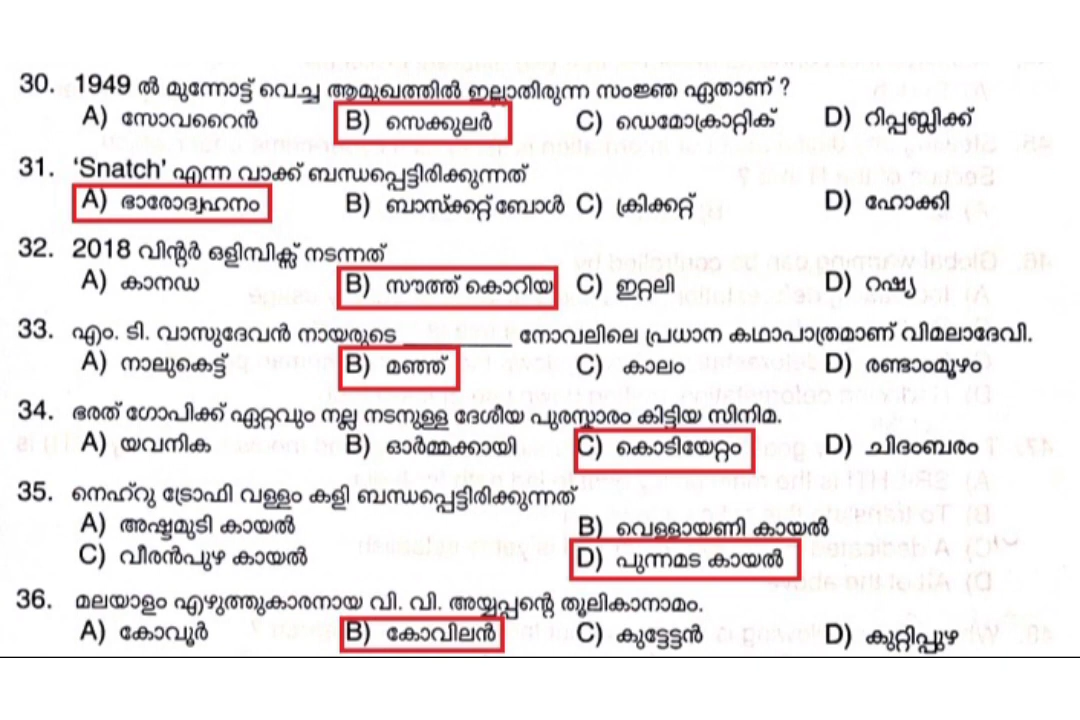 30. 1949 ൽ മുന്നോട്ട് വെച്ച ആമുഖത്തിൽ ഇല്ലാതിരുന്ന സംജ്ഞ ഏതാണ് ?
A) സോവറൈൻ B) സെക്കുലർ C) ഡെമോക്രാറ്റിക് D) റിപ്പബ്ലിക്ക്
31. ‘Snatch’ എന്ന വാക്ക് ബന്ധപ്പെട്ടിരിക്കുന്നത്
A) ഭാരോദ്വഹനം B) ബാസ്ക്കറ്റ് ബോൾ C) ക്രിക്കറ്റ് D) ഹോക്കി
32. 2018 വിന്റർ ഒളിമ്പിക്സ് നടന്നത്
A) കാനഡ B) സൗത്ത് കൊറിയ C) ഇറ്റലി D) റഷ്യ
33. എം. ടി. വാസുദേവൻ നായരുടെ __________ നോവലിലെ പ്രധാന കഥാപാത്രമാണ് വിമലാദേവി.
A) നാലുകെട്ട് B) മഞ്ഞ് C) കാലം D) രണ്ടാംമൂഴം
34. ഭരത് ഗോപിക്ക് ഏറ്റവും നല്ല നടനുള്ള ദേശീയ പുരസ്കാരം കിട്ടിയ സിനിമ.
A) യവനിക B) ഓർമ്മക്കായി C) കൊടിയേറ്റം D) ചിദംബരം
35. നെഹ്റു ട്രോഫി വള്ളം കളി ബന്ധപ്പെട്ടിരിക്കുന്നത്
A) അഷ്ടമുടി കായൽ B) വെള്ളായണി കായൽ
C) വീരൻപുഴ കായൽ D) പുന്നമട കായൽ
36. മലയാളം എഴുത്തുകാരനായ വി. വി. അയ്യപ്പന്റെ തൂലികാനാമം.
A) കോവൂർ B) കോവിലൻ C) കുട്ടേട്ടൻ D) കുറ്റിപ്പുഴ